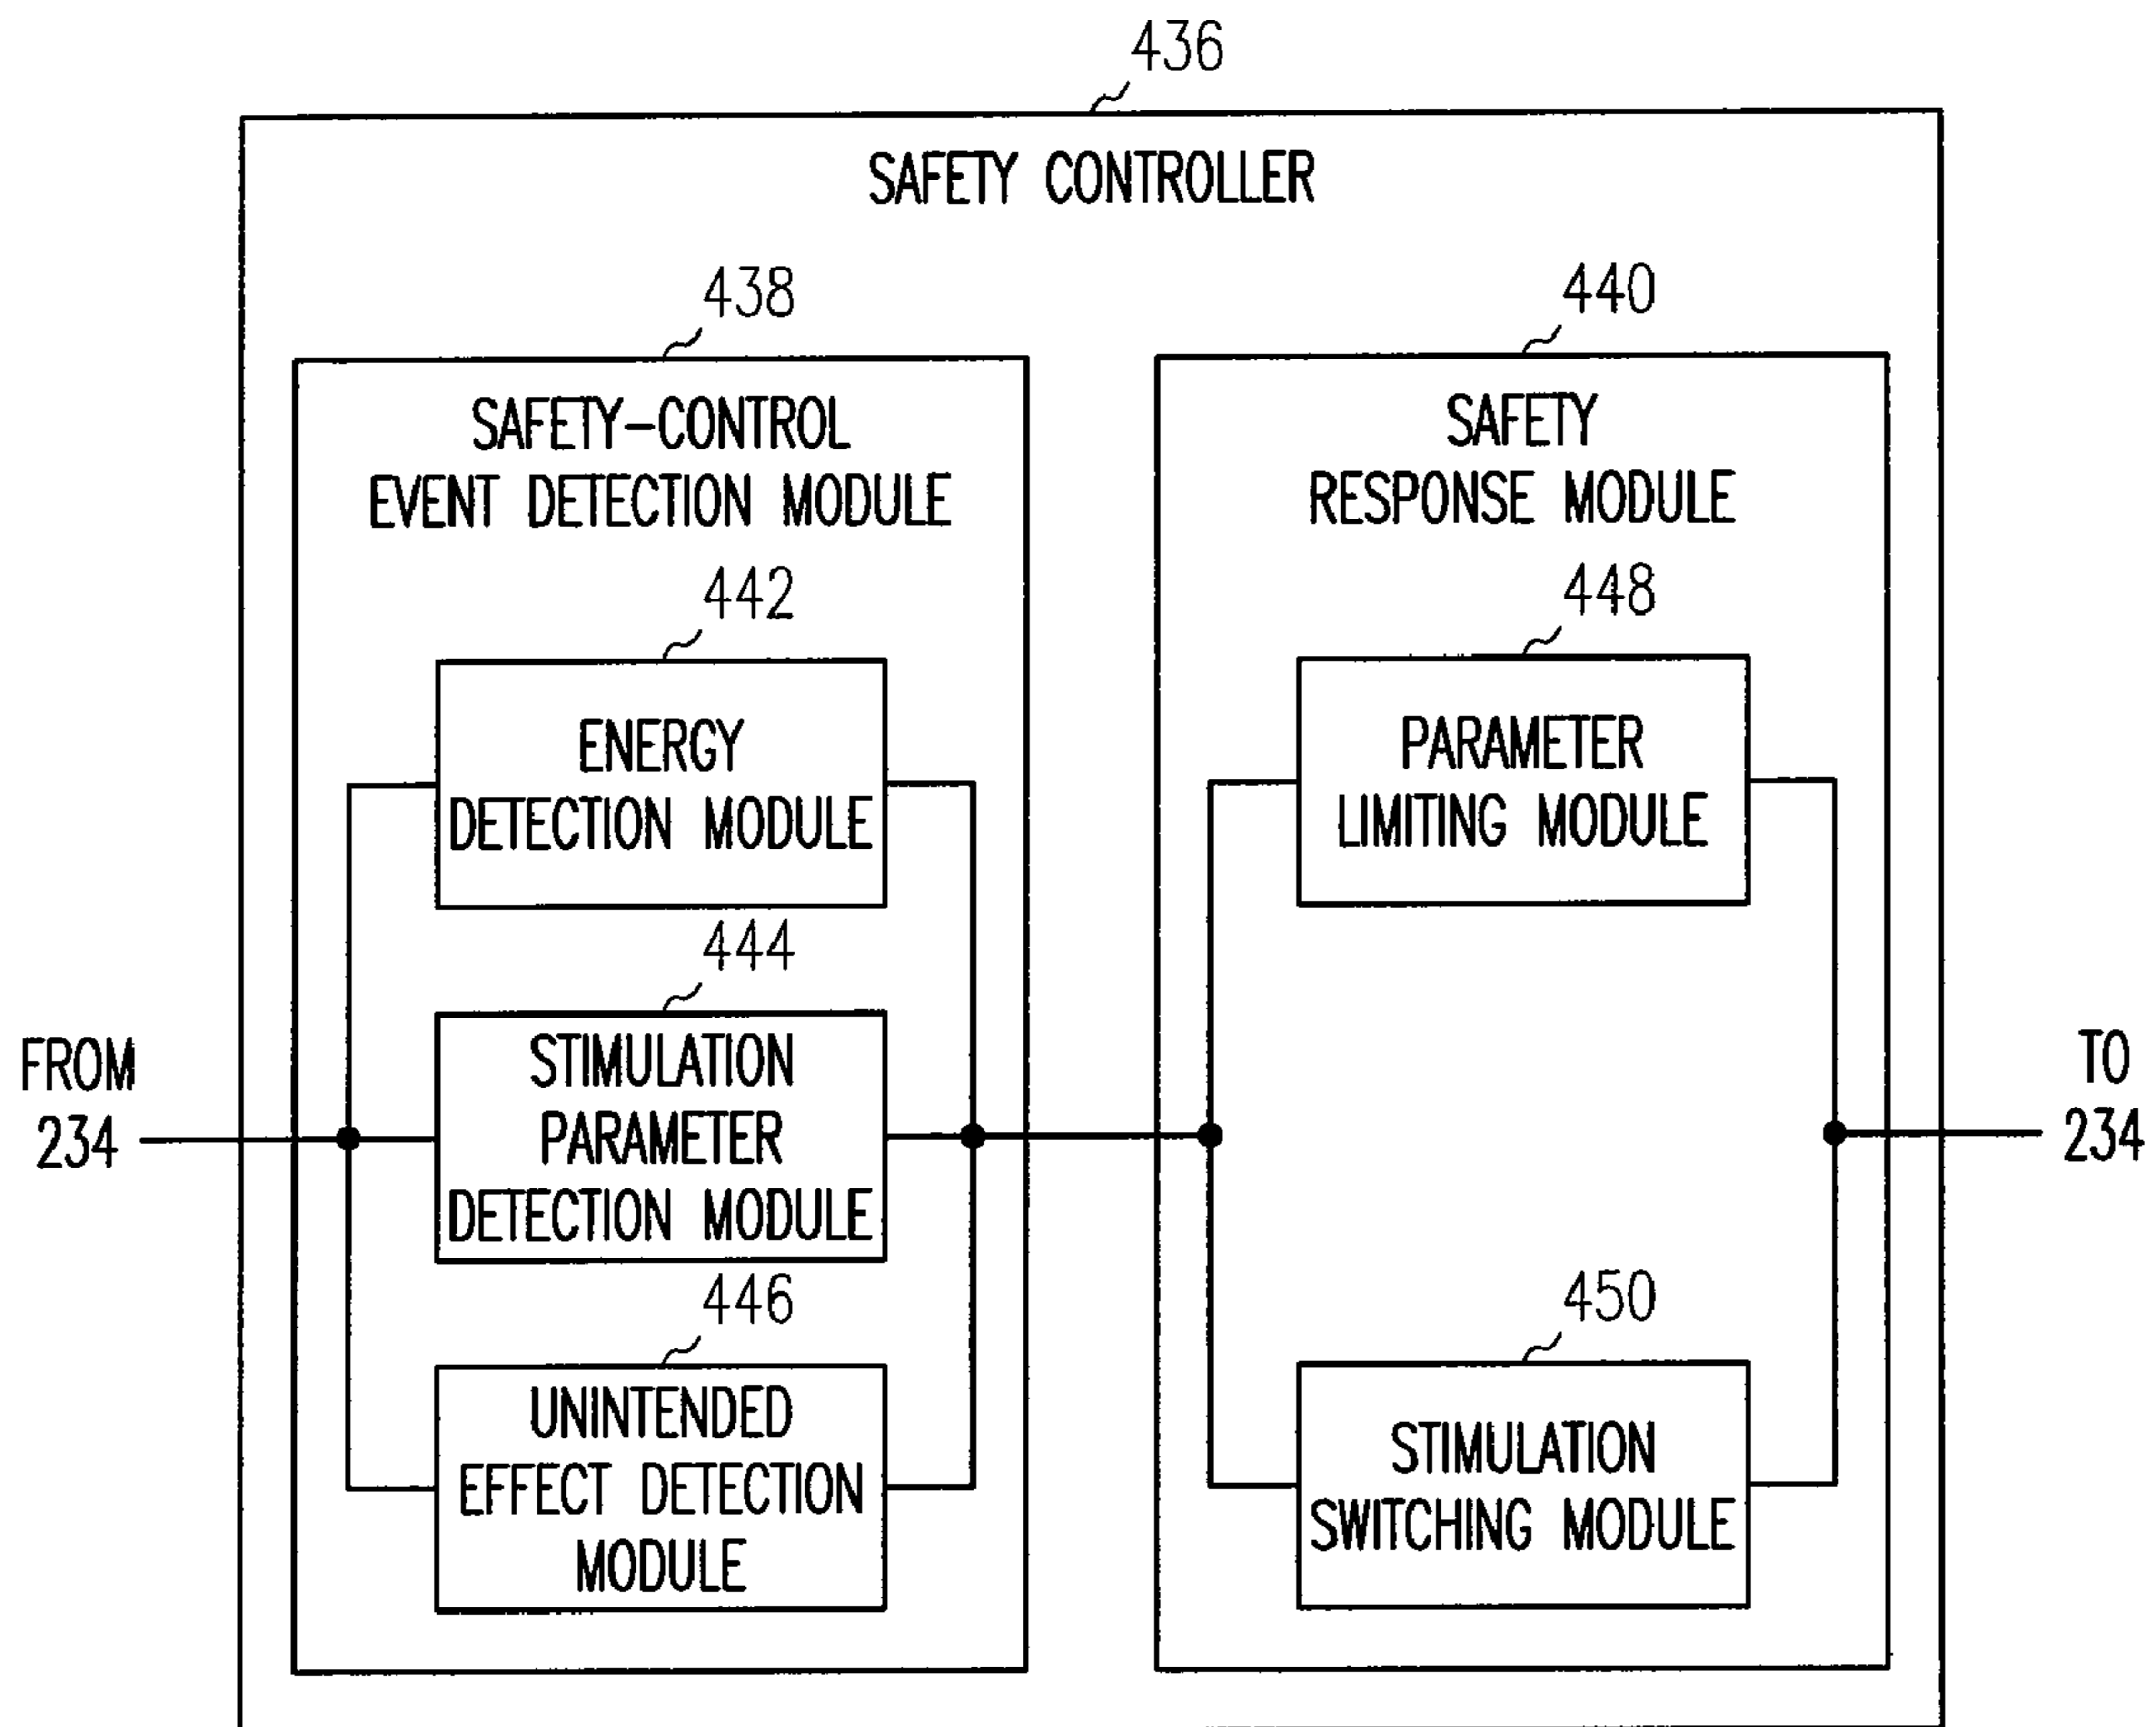 436
SAFETY CONTROLLER
438
SAFETY-CONTROL
EVENT DETECTION MODULE
442
ENERGY
DETECTION MODULE
444
STIMULATION
PARAMETER
DETECTION MODULE
446
UNINTENDED
EFFECT DETECTION
MODULE
440
SAFETY
RESPONSE MODULE
448
PARAMETER
LIMITING MODULE
450
STIMULATION
SWITCHING MODULE
FROM
234
TO
234